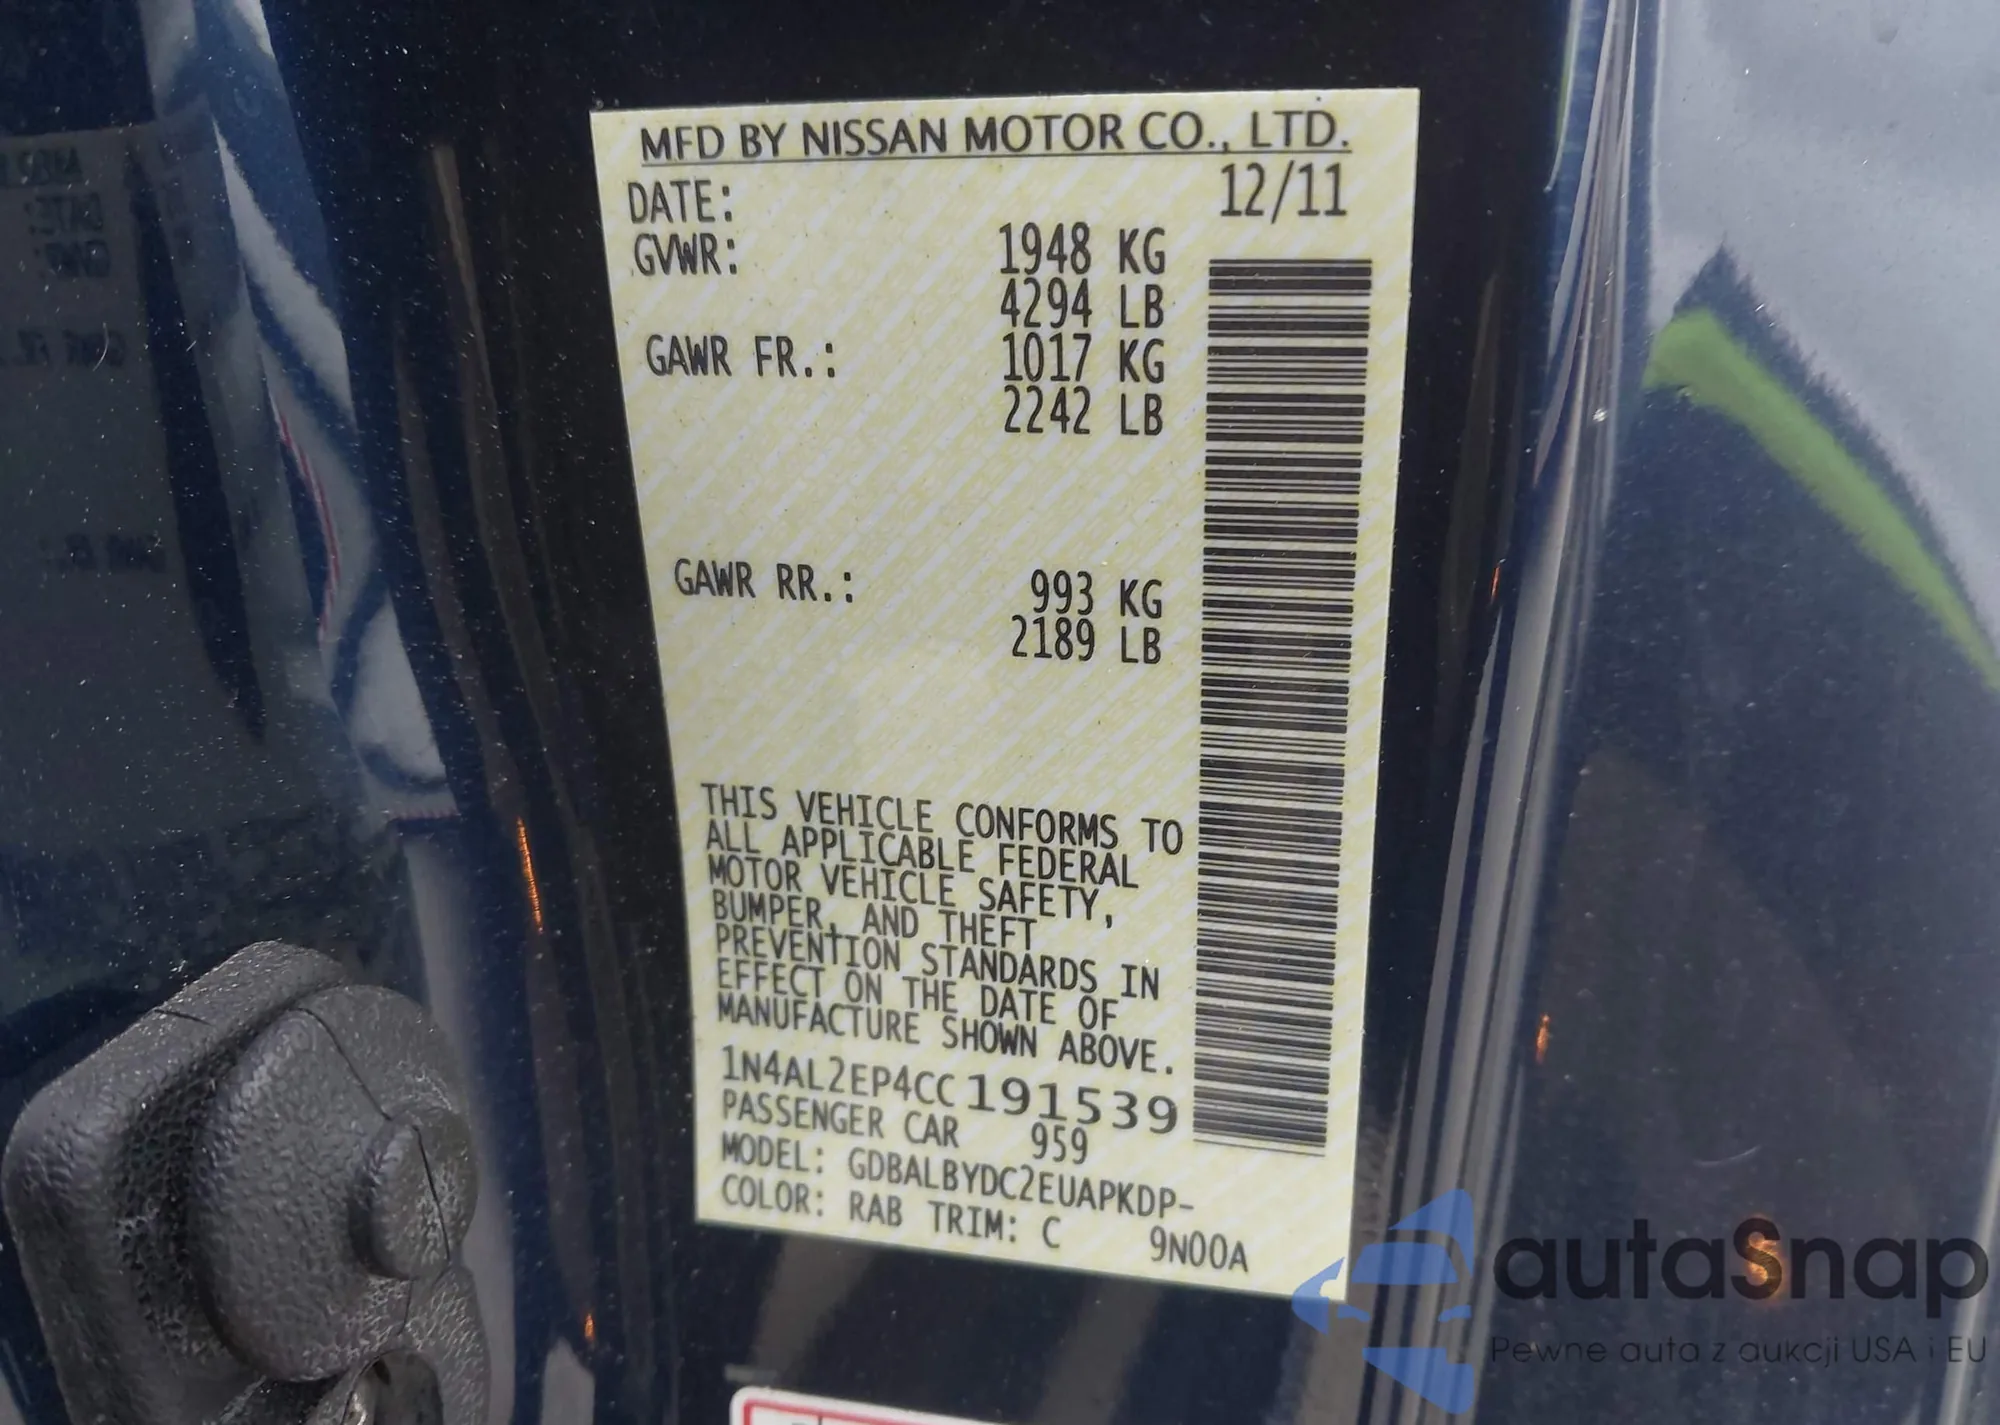 MFD BY NISSAN MOTOR CO., LTD.
DATE: 12/11
GVWR: 1948 KG
4294 LB
GAWR FR.: 1017 KG
2242 LB
GAWR RR.: 993 KG
2189 LB
THIS VEHICLE CONFORMS TO
ALL APPLICABLE FEDERAL
MOTOR VEHICLE SAFETY,
BUMPER, AND THEFT
PREVENTION STANDARDS IN
EFFECT ON THE DATE OF
MANUFACTURE SHOWN ABOVE.
1N4AL2EP4CC191539
PASSENGER CAR 959
MODEL: GDBALBYDC2EUAPKDP-
COLOR: RAB TRIM: C 9N00A
autaSnap
Pewne auta z aukcji USA i EU